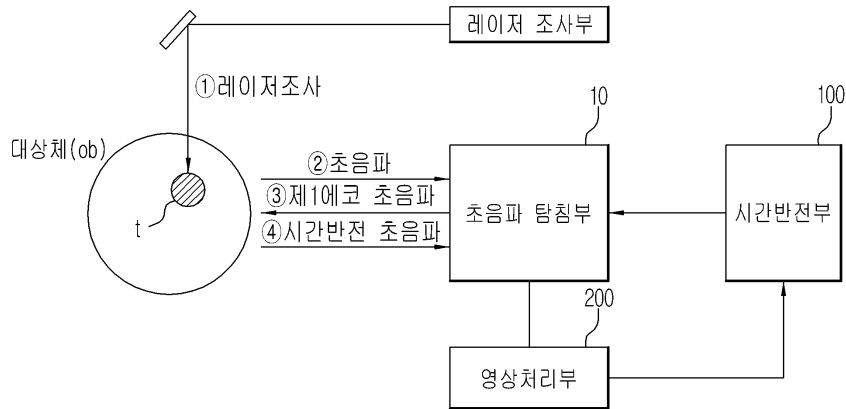 레이저 조사부
①레이저조사
10
100
대상체(ob)
②초음파
③제1에코 초음파
초음파 탐침부
시간반전부
t
④시간반전 초음파
200
영상처리부